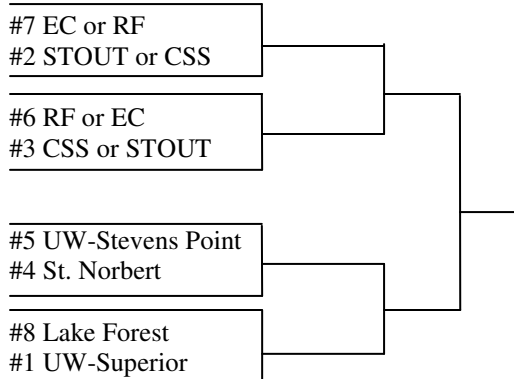 #7 EC or RF
#2 STOUT or CSS
#6 RF or EC
#3 CSS or STOUT
#5 UW-Stevens Point
#4 St. Norbert
#8 Lake Forest
#1 UW-Superior